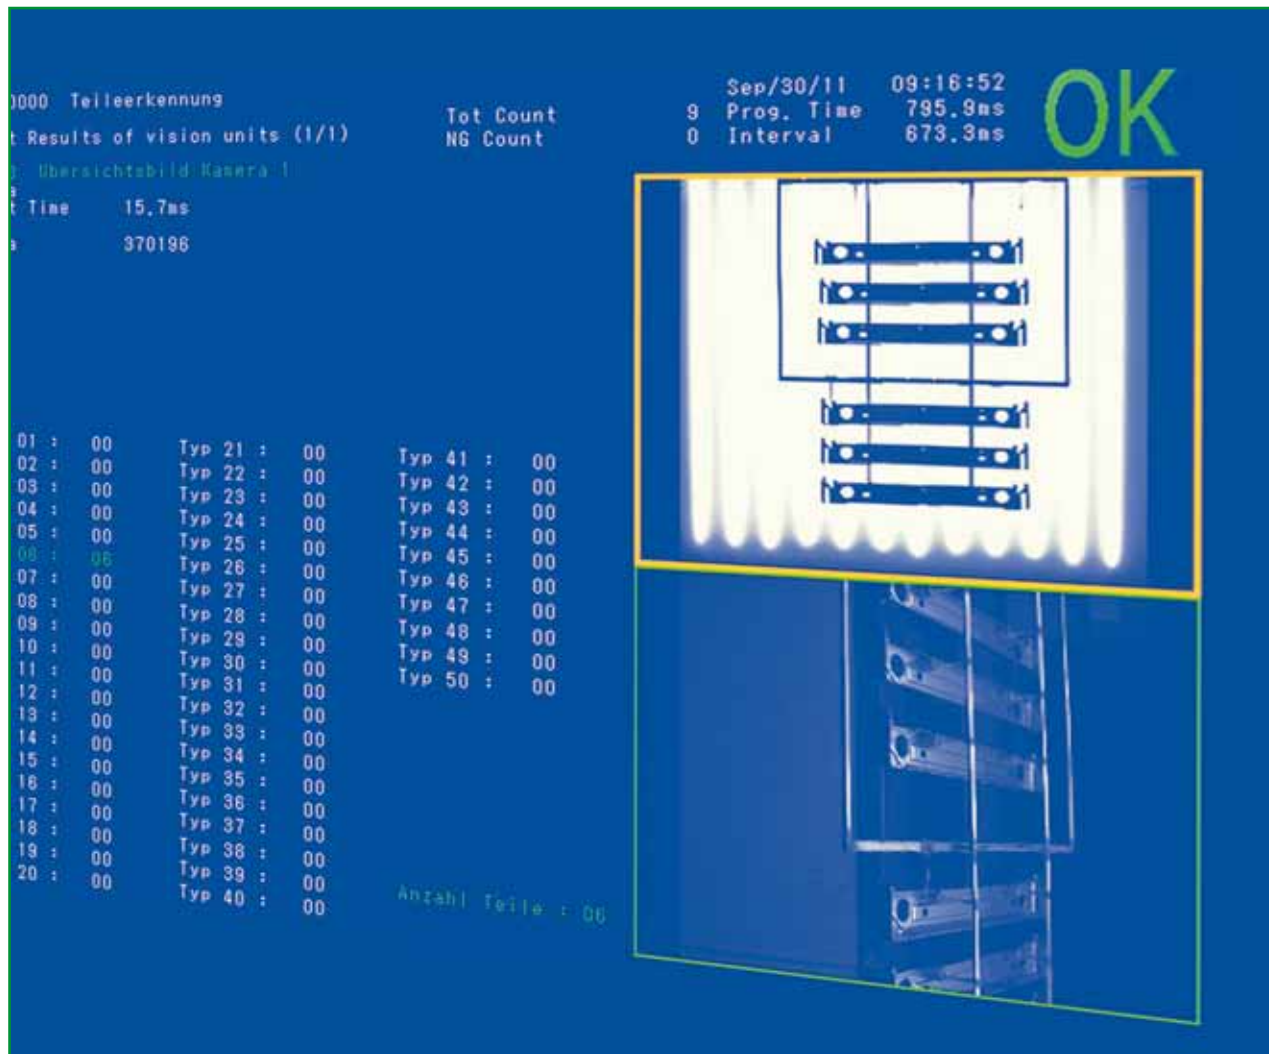 0000 Teileerkennung
Results of vision units (1/1)
Übersichtsbild Kamera 1
Time 15.7ms
370196
Tot Count 9
NG Count 0
Sep/30/11 09:16:52
Prog. Time 795.9ms
Interval 673.3ms
OK
01 : 00
02 : 00
03 : 00
04 : 00
05 : 00
06 : 06
07 : 00
08 : 00
09 : 00
10 : 00
11 : 00
12 : 00
13 : 00
14 : 00
15 : 00
16 : 00
17 : 00
18 : 00
19 : 00
20 : 00
Typ 21 : 00
Typ 22 : 00
Typ 23 : 00
Typ 24 : 00
Typ 25 : 00
Typ 26 : 00
Typ 27 : 00
Typ 28 : 00
Typ 29 : 00
Typ 30 : 00
Typ 31 : 00
Typ 32 : 00
Typ 33 : 00
Typ 34 : 00
Typ 35 : 00
Typ 36 : 00
Typ 37 : 00
Typ 38 : 00
Typ 39 : 00
Typ 40 : 00
Typ 41 : 00
Typ 42 : 00
Typ 43 : 00
Typ 44 : 00
Typ 45 : 00
Typ 46 : 00
Typ 47 : 00
Typ 48 : 00
Typ 49 : 00
Typ 50 : 00
Anzahl Teile : 06